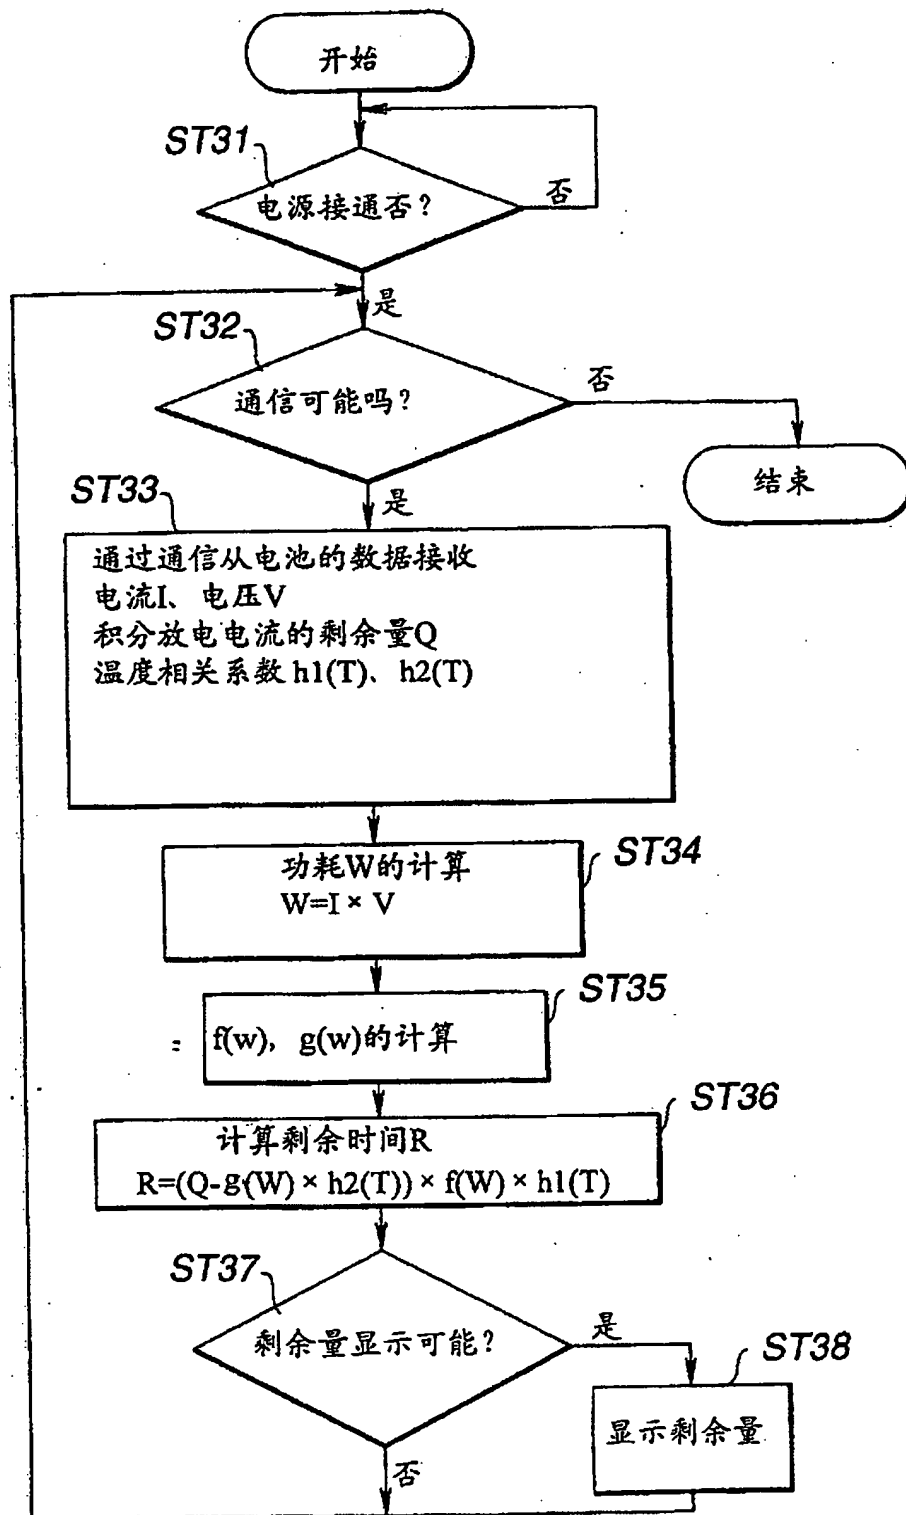 开始
ST31
电源接通否?
否
是
ST32
通信可能吗?
否
结束
是
ST33
通过通信从电池的数据接收
电流I、电压V
积分放电电流的剩余量Q
温度相关系数 h1(T)、h2(T)
功耗W的计算
W=I × V
ST34
ST35
f(w), g(w)的计算
ST36
计算剩余时间R
R=(Q-g(W) × h2(T)) × f(W) × h1(T)
ST37
剩余量显示可能?
是
ST38
显示剩余量
否